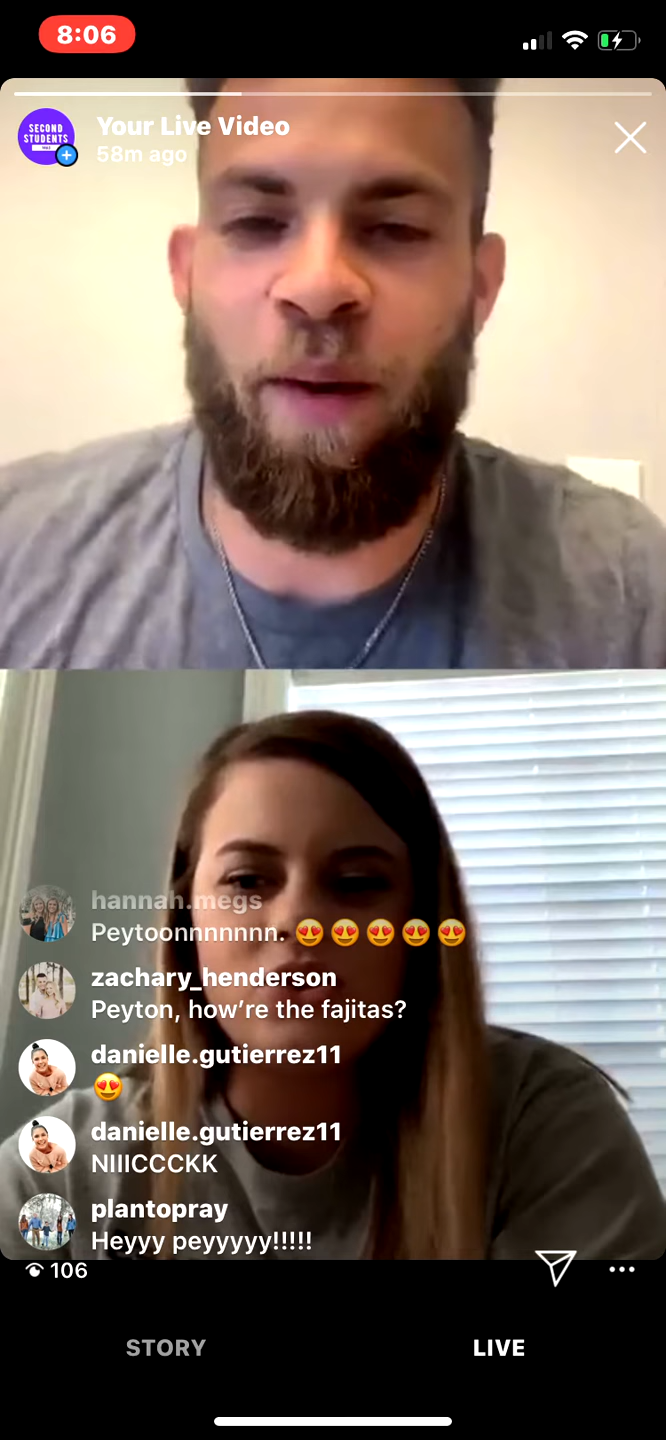 8:06
SECOND
STUDENTS
Your Live Video
58m ago
hannah.megs
Peytoonnnnnnn. 😍😍😍😍😍
zachary_henderson
Peyton, how’re the fajitas?
danielle.gutierrez11
😍
danielle.gutierrez11
NIIICCCKK
plantopray
Heyyy peyyyyy!!!!!
106
STORY
LIVE